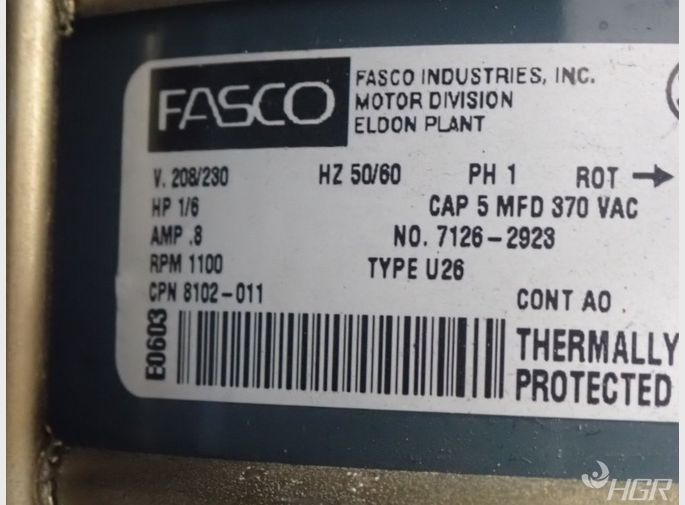 FASCO
FASCO INDUSTRIES, INC.
MOTOR DIVISION
ELDON PLANT
V. 208/230 HZ 50/60 PH 1 ROT →
HP 1/6 CAP 5 MFD 370 VAC
AMP .8 NO. 7126-2923
RPM 1100 TYPE U26
CPN 8102-011 CONT AO
E0603
THERMALLY
PROTECTED
HGR